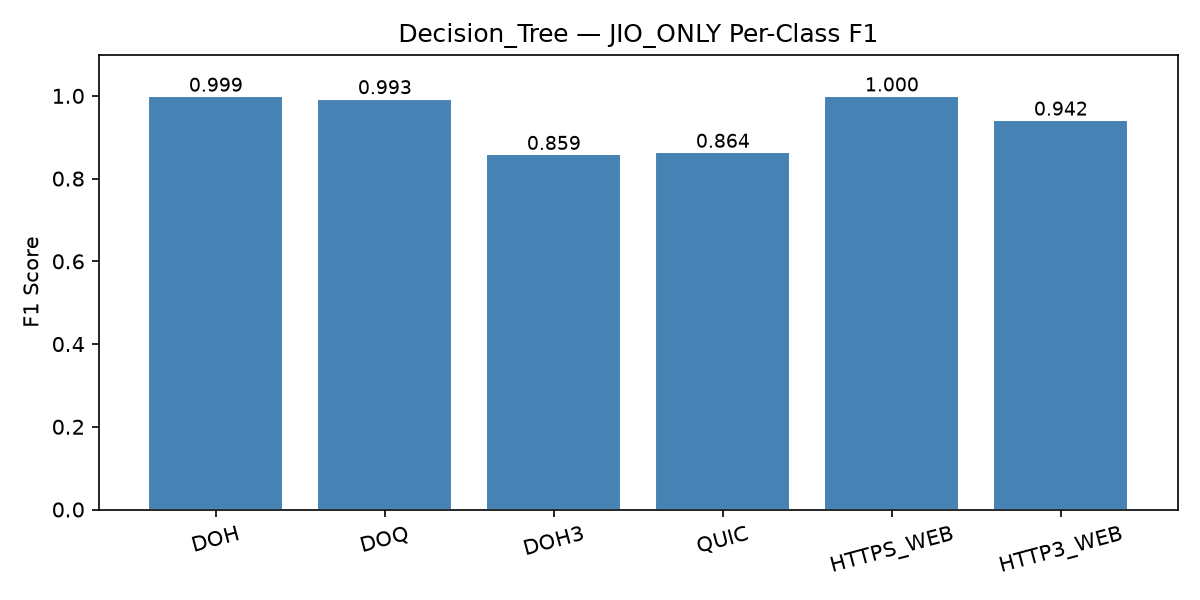 Decision_Tree — JIO_ONLY Per-Class F1
F1 Score
1.0
0.8
0.6
0.4
0.2
0.0
0.999
0.993
0.859
0.864
1.000
0.942
DOH
DOQ
DOH3
QUIC
HTTPS_WEB
HTTP3_WEB